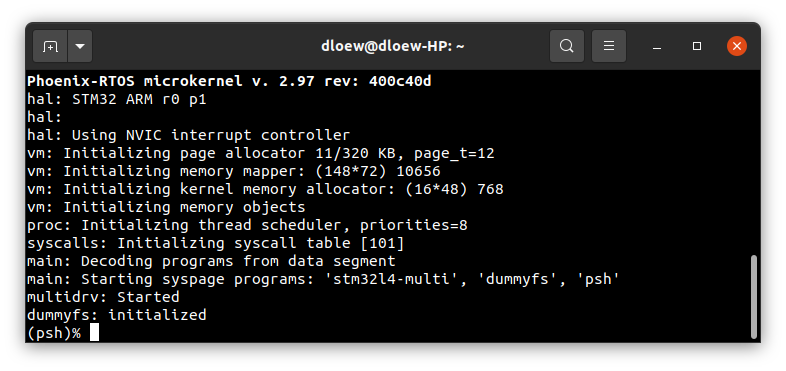 dloew@dloew-HP: ~
Phoenix-RTOS microkernel v. 2.97 rev: 400c40d
hal: STM32 ARM r0 p1
hal:
hal: Using NVIC interrupt controller
vm: Initializing page allocator 11/320 KB, page_t=12
vm: Initializing memory mapper: (148*72) 10656
vm: Initializing kernel memory allocator: (16*48) 768
vm: Initializing memory objects
proc: Initializing thread scheduler, priorities=8
syscalls: Initializing syscall table [101]
main: Decoding programs from data segment
main: Starting syspage programs: 'stm32l4-multi', 'dummyfs', 'psh'
multidrv: Started
dummyfs: initialized
(psh)%